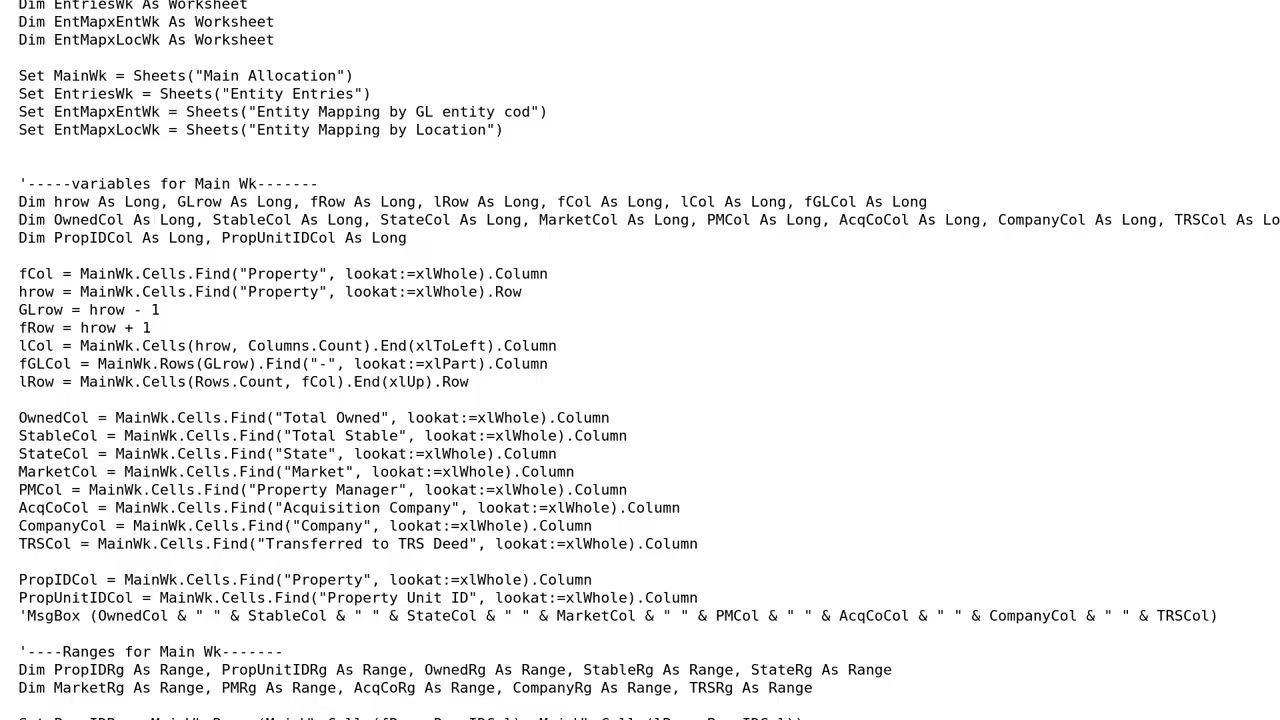 Dim EntriesWk As Worksheet
Dim EntMapxEntWk As Worksheet
Dim EntMapxLocWk As Worksheet
Set MainWk = Sheets("Main Allocation")
Set EntriesWk = Sheets("Entity Entries")
Set EntMapxEntWk = Sheets("Entity Mapping by GL entity cod")
Set EntMapxLocWk = Sheets("Entity Mapping by Location")
'-----variables for Main Wk-------
Dim hrow As Long, GLrow As Long, fRow As Long, lRow As Long, fCol As Long, lCol As Long, fGLCol As Long
Dim OwnedCol As Long, StableCol As Long, StateCol As Long, MarketCol As Long, PMCol As Long, AcqCoCol As Long, CompanyCol As Long, TRSCol As Lo
Dim PropIDCol As Long, PropUnitIDCol As Long
fCol = MainWk.Cells.Find("Property", lookat:=xlWhole).Column
hrow = MainWk.Cells.Find("Property", lookat:=xlWhole).Row
GLrow = hrow - 1
fRow = hrow + 1
lCol = MainWk.Cells(hrow, Columns.Count).End(xlToLeft).Column
fGLCol = MainWk.Rows(GLrow).Find("-", lookat:=xlPart).Column
lRow = MainWk.Cells(Rows.Count, fCol).End(xlUp).Row
OwnedCol = MainWk.Cells.Find("Total Owned", lookat:=xlWhole).Column
StableCol = MainWk.Cells.Find("Total Stable", lookat:=xlWhole).Column
StateCol = MainWk.Cells.Find("State", lookat:=xlWhole).Column
MarketCol = MainWk.Cells.Find("Market", lookat:=xlWhole).Column
PMCol = MainWk.Cells.Find("Property Manager", lookat:=xlWhole).Column
AcqCoCol = MainWk.Cells.Find("Acquisition Company", lookat:=xlWhole).Column
CompanyCol = MainWk.Cells.Find("Company", lookat:=xlWhole).Column
TRSCol = MainWk.Cells.Find("Transferred to TRS Deed", lookat:=xlWhole).Column
PropIDCol = MainWk.Cells.Find("Property", lookat:=xlWhole).Column
PropUnitIDCol = MainWk.Cells.Find("Property Unit ID", lookat:=xlWhole).Column
'MsgBox (OwnedCol & " " & StableCol & " " & StateCol & " " & MarketCol & " " & PMCol & " " & AcqCoCol & " " & CompanyCol & " " & TRSCol)
'----Ranges for Main Wk-------
Dim PropIDRg As Range, PropUnitIDRg As Range, OwnedRg As Range, StableRg As Range, StateRg As Range
Dim MarketRg As Range, PMRg As Range, AcqCoRg As Range, CompanyRg As Range, TRSRg As Range